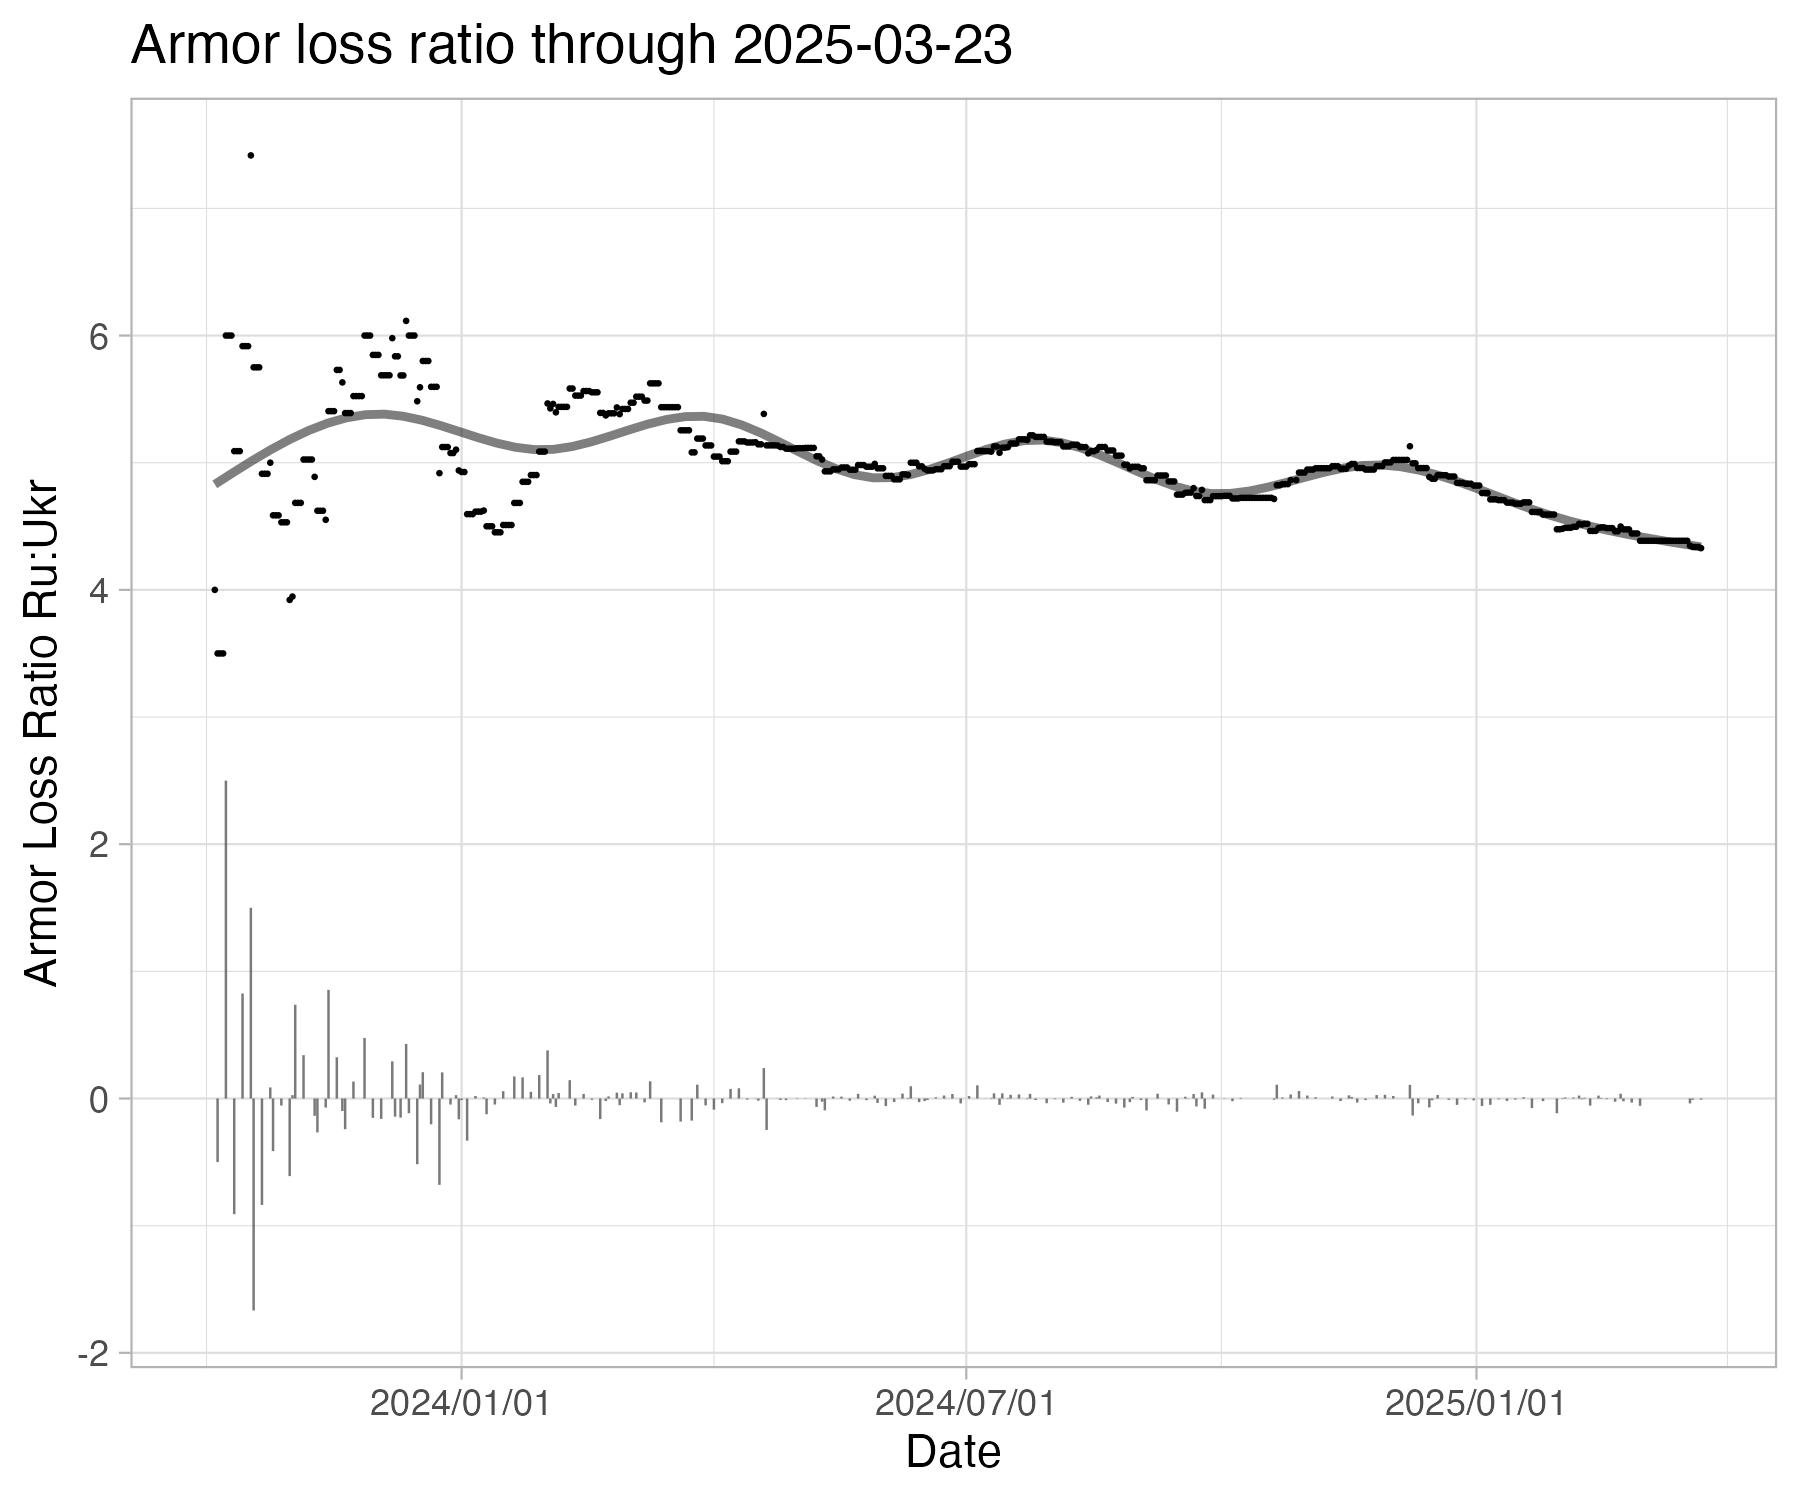 Armor loss ratio through 2025-03-23
Armor Loss Ratio Ru:Ukr
6
4
2
0
-2
2024/01/01
2024/07/01
2025/01/01
Date